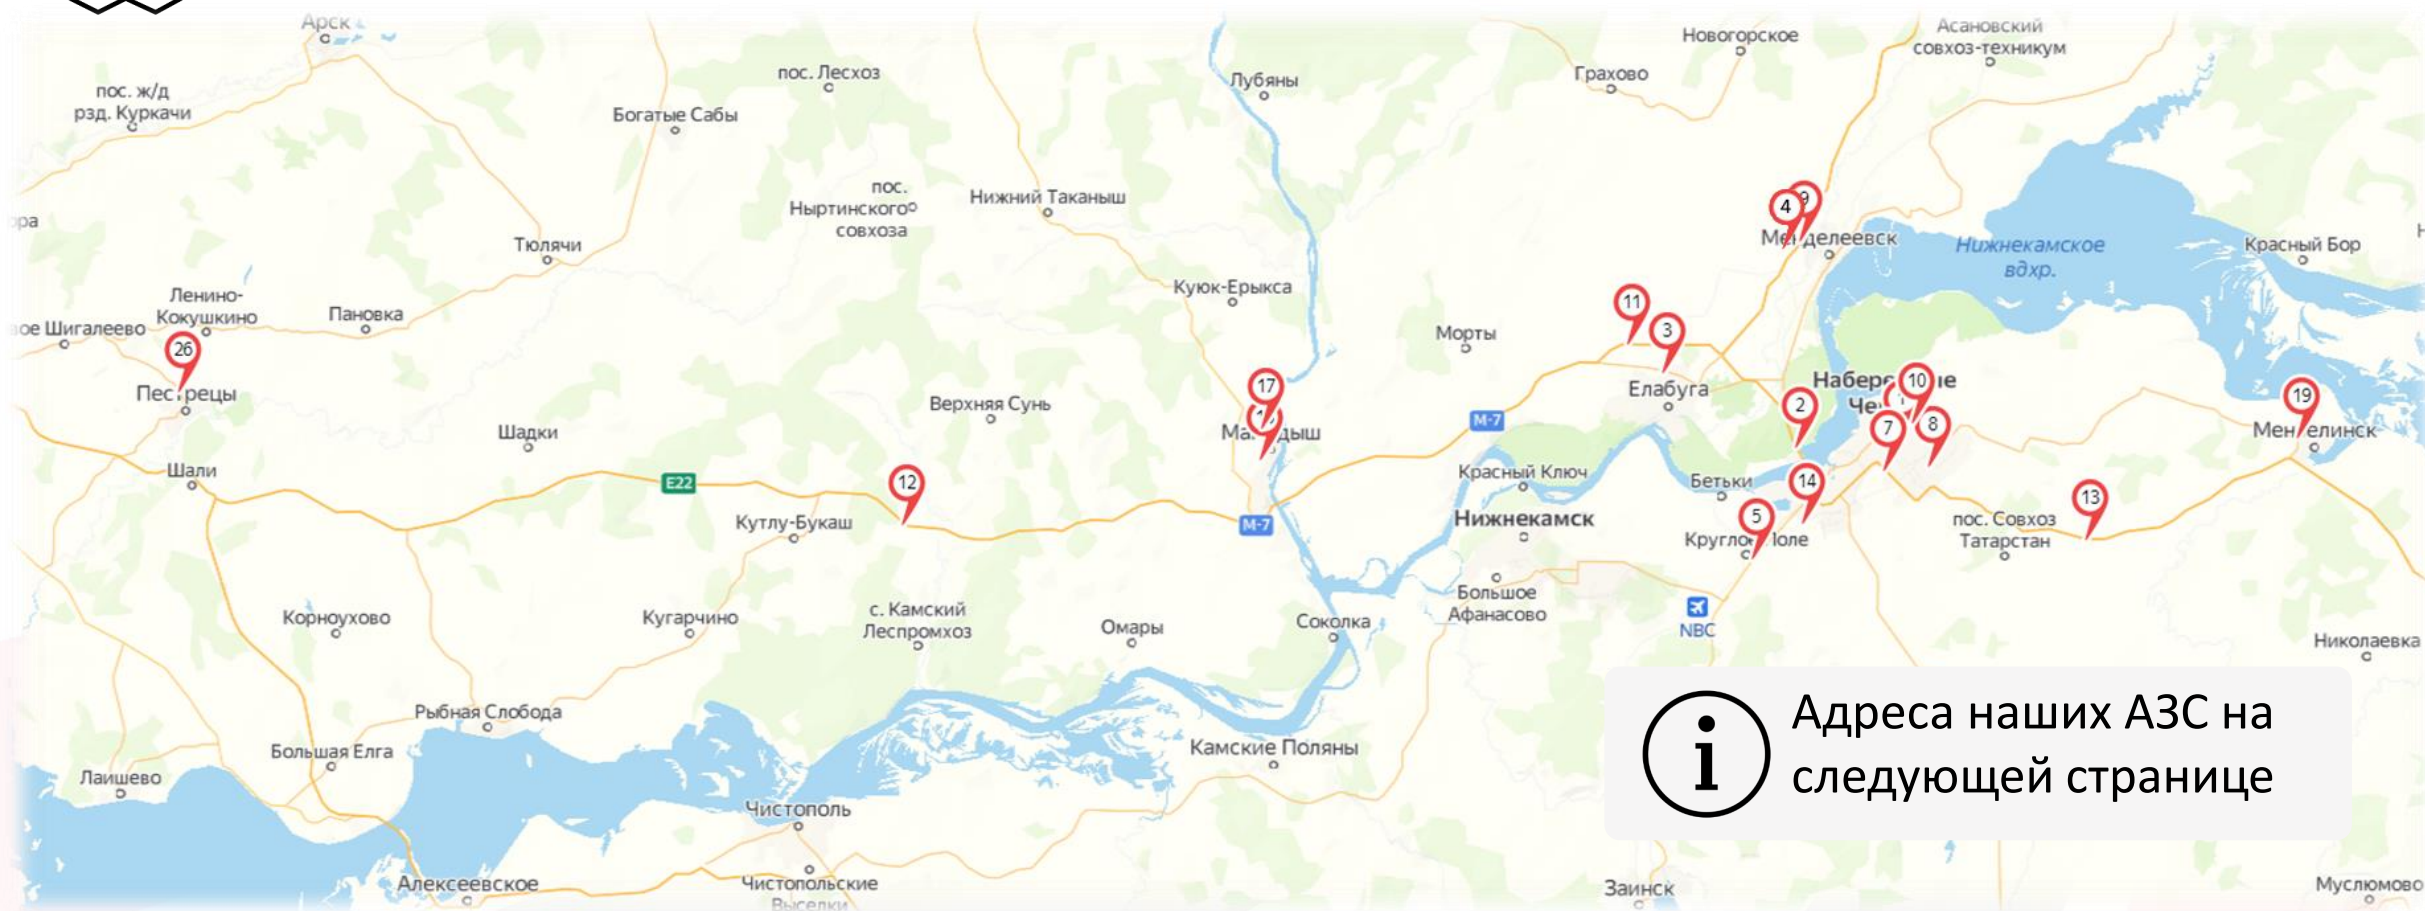 Арск
Асановский
совхоз-техникум
Новогорское
пос. Лесхоз
Грахово
Лубяны
пос. ж/д
рзд. Куркачи
Богатые Сабы
пос.
Ныртинского
совхоза
Нижний Таканыш
4
9
Тюлячи
Нижнекамское
вдхр.
Красный Бор
Куюк-Ерыкса
Ленино-
Кокушкино
Пановка
11
3
Морты
26
Пестрецы
17
Елабуга
2
10
7
8
19
Верхняя Сунь
М-7
Шадки
Шали
E22
12
Красный Ключ
Бетьки
14
13
Кутлу-Букаш
М-7
Нижнекамск
5
пос. Совхоз
Татарстан
Большое
Афанасово
NBC
Корноухово
Кугарчино
с. Камский
Леспромхоз
Омары
Соколка
Николаевка
Рыбная Слобода
Большая Елга
Камские Поляны
Лаишево
Чистополь
Адреса наших АЗС на
следующей странице
Алексеевское
Чистопольские
Выселки
Заинск
Муслюмово